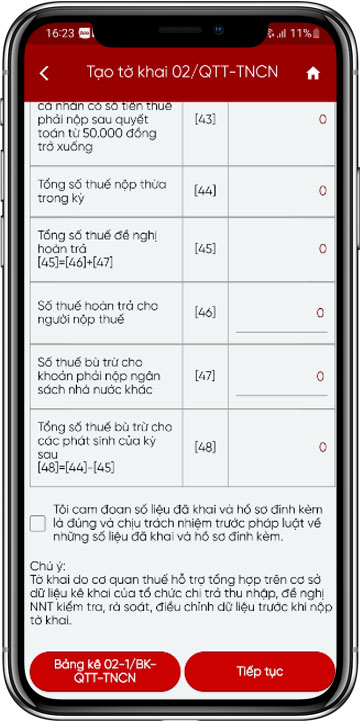 16:23
11%
Tạo tờ khai 02/QTT-TNCN
cá nhân có số tiền thuế
phải nộp sau quyết
toán từ 50.000 đồng
trở xuống
[43]
0
Tổng số thuế nộp thừa
trong kỳ
[44]
0
Tổng số thuế đề nghị
hoàn trả
[45]=[46]+[47]
[45]
0
Số thuế hoàn trả cho
người nộp thuế
[46]
0
Số thuế bù trừ cho
khoản phải nộp ngân
sách nhà nước khác
[47]
0
Tổng số thuế bù trừ cho
các phát sinh của kỳ
sau
[48]=[44]-[45]
[48]
0
Tôi cam đoan số liệu đã khai và hồ sơ đính kèm
là đúng và chịu trách nhiệm trước pháp luật về
những số liệu đã khai và hồ sơ đính kèm.
Chú ý:
Tờ khai do cơ quan thuế hỗ trợ tổng hợp trên cơ sở
dữ liệu kê khai của tổ chức chi trả thu nhập, đề nghị
NNT kiểm tra, rà soát, điều chỉnh dữ liệu trước khi nộp
tờ khai.
Bảng kê 02-1/BK-
QTT-TNCN
Tiếp tục